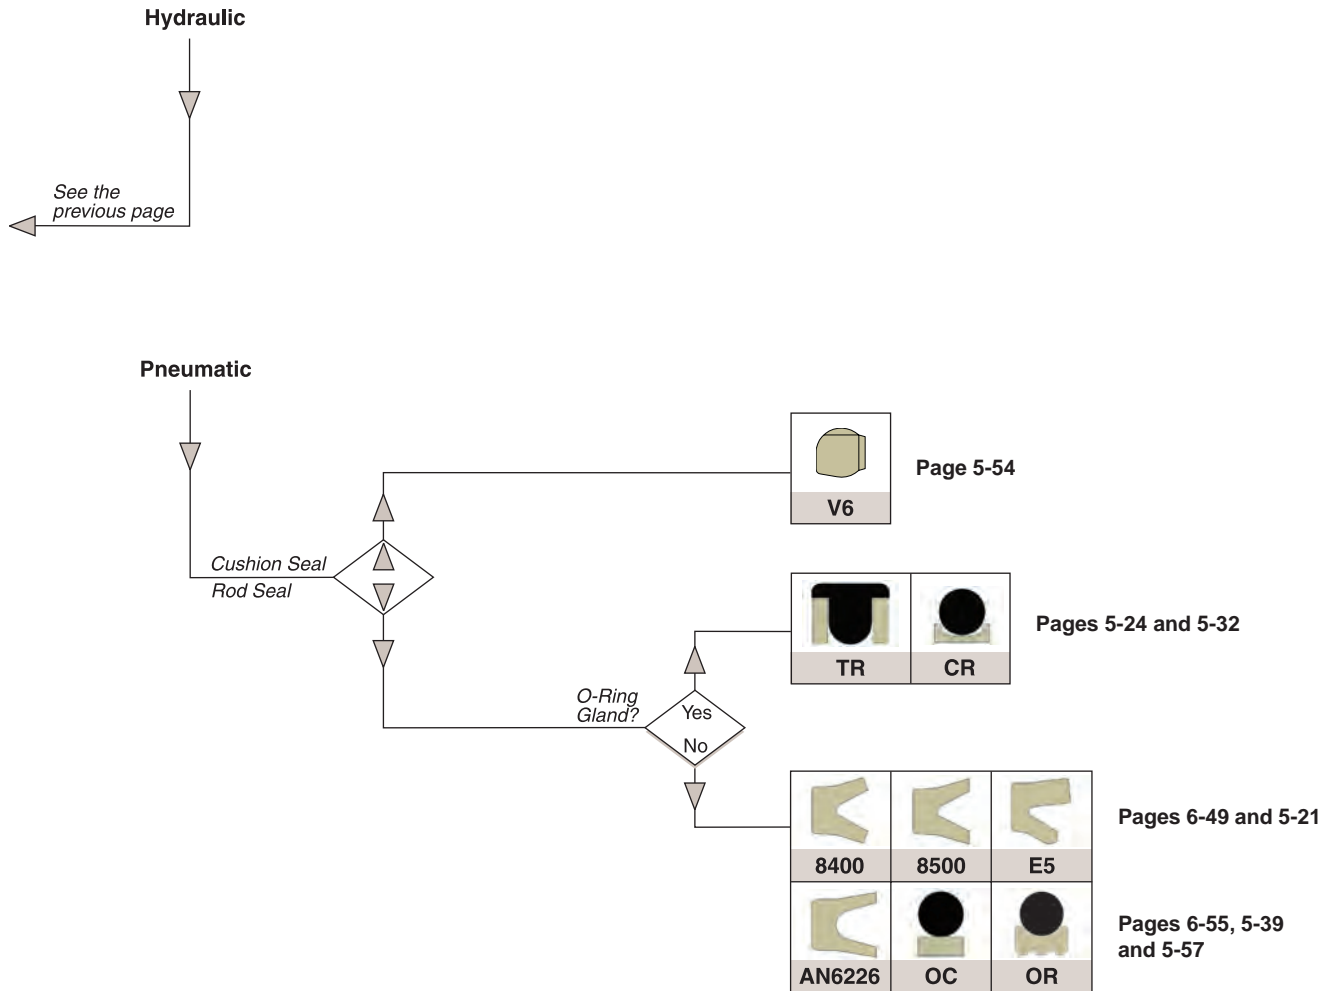 Hydraulic
See the
previous page
Pneumatic
V6
Page 5-54
Cushion Seal
Rod Seal
TR
CR
Pages 5-24 and 5-32
O-Ring
Gland?
Yes
No
8400
8500
E5
Pages 6-49 and 5-21
AN6226
OC
OR
Pages 6-55, 5-39
and 5-57